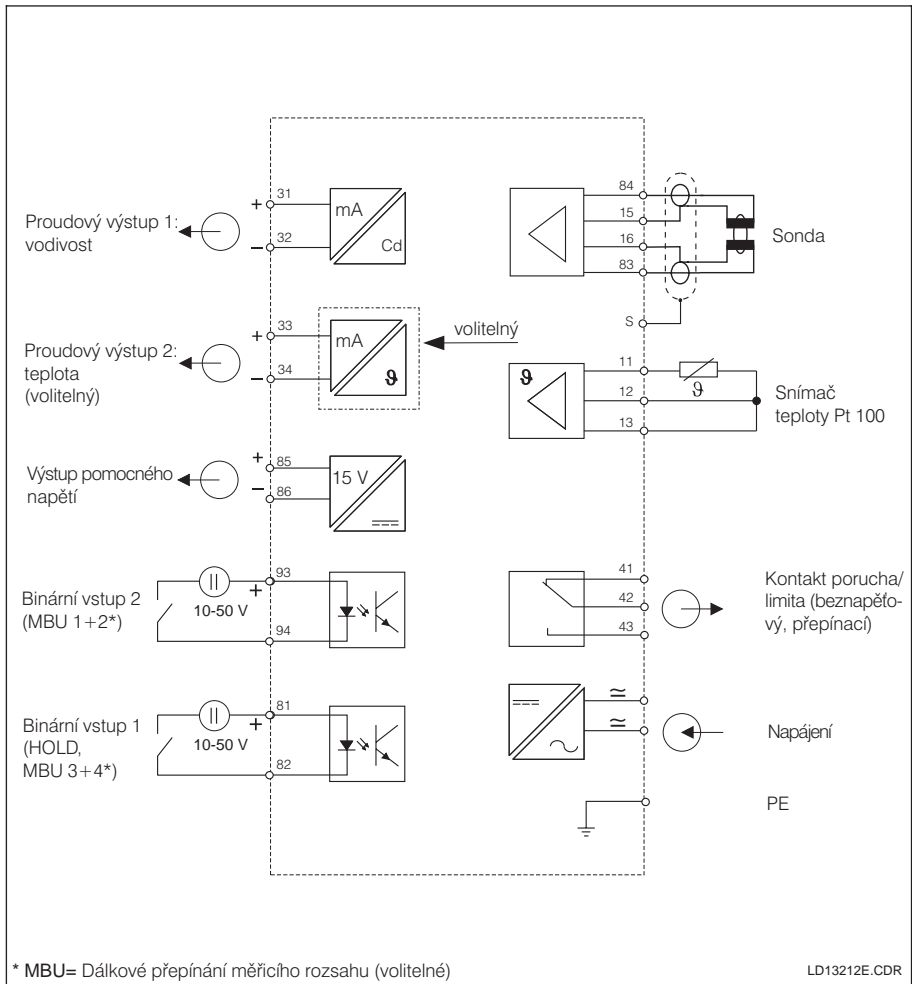 Proudový výstup 1:
vodivost
+
31
–
32
mA
Cd
Proudový výstup 2:
teplota
(volitelný)
+
33
–
34
mA
ϑ
volitelný
Výstup pomocného
napětí
+
85
–
86
15 V
Binární vstup 2
(MBU 1+2*)
10-50 V
93
+
94
Binární vstup 1
(HOLD,
MBU 3+4*)
10-50 V
81
+
82
84
15
16
83
S
Sonda
ϑ
11
12
13
ϑ
Snímač
teploty Pt 100
41
42
43
Kontakt porucha/
limita (beznapěťo-
vý, přepínací)
≃
≃
Napájení
PE
* MBU= Dálkové přepínání měřicího rozsahu (volitelné)
LD13212E.CDR